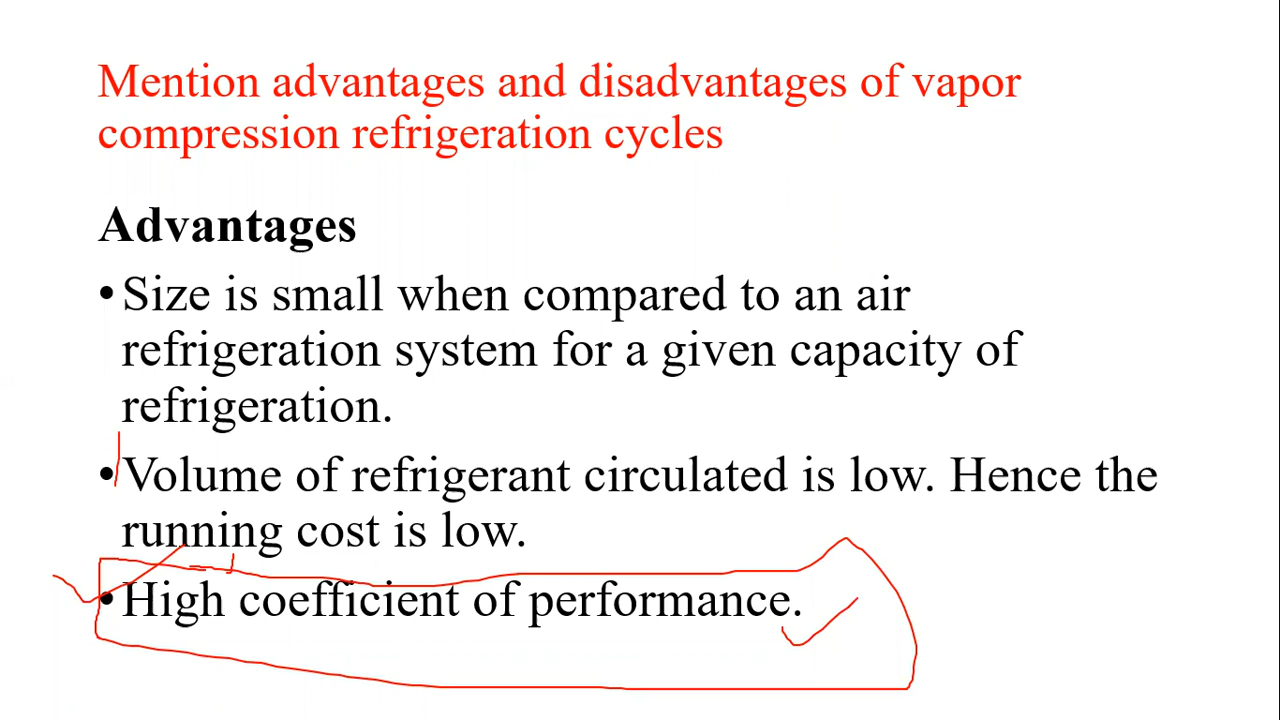 Mention advantages and disadvantages of vapor
compression refrigeration cycles
Advantages
•Size is small when compared to an air
refrigeration system for a given capacity of
refrigeration.
•Volume of refrigerant circulated is low. Hence the
running cost is low.
•High coefficient of performance.